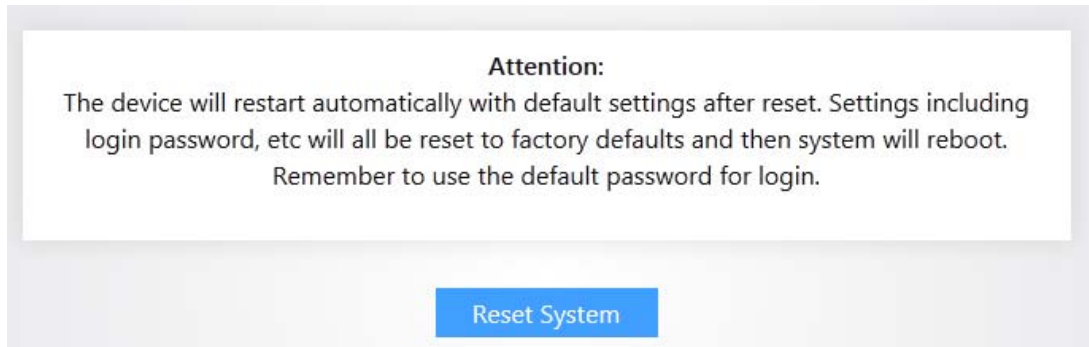 Attention:
The device will restart automatically with default settings after reset. Settings including
login password, etc will all be reset to factory defaults and then system will reboot.
Remember to use the default password for login.
Reset System